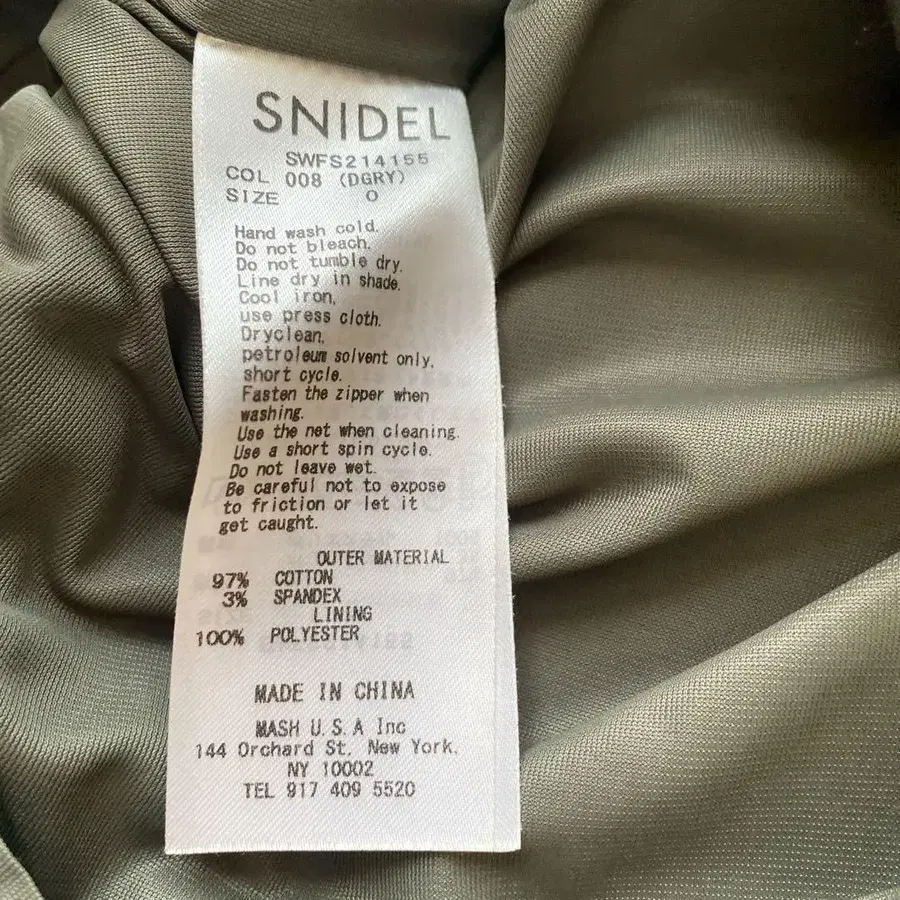 SNIDEL
SWFS214155
COL 008 (DGRY)
SIZE 0
Hand wash cold.
Do not bleach.
Do not tumble dry.
Line dry in shade.
Cool iron,
use press cloth.
Dryclean,
petroleum solvent only,
short cycle.
Fasten the zipper when
washing.
Use the net when cleaning.
Use a short spin cycle.
Do not leave wet.
Be careful not to expose
to friction or let it
get caught.
OUTER MATERIAL
97% COTTON
3% SPANDEX
LINING
100% POLYESTER
MADE IN CHINA
MASH U.S.A Inc
144 Orchard St. New York.
NY 10002
TEL 917 409 5520